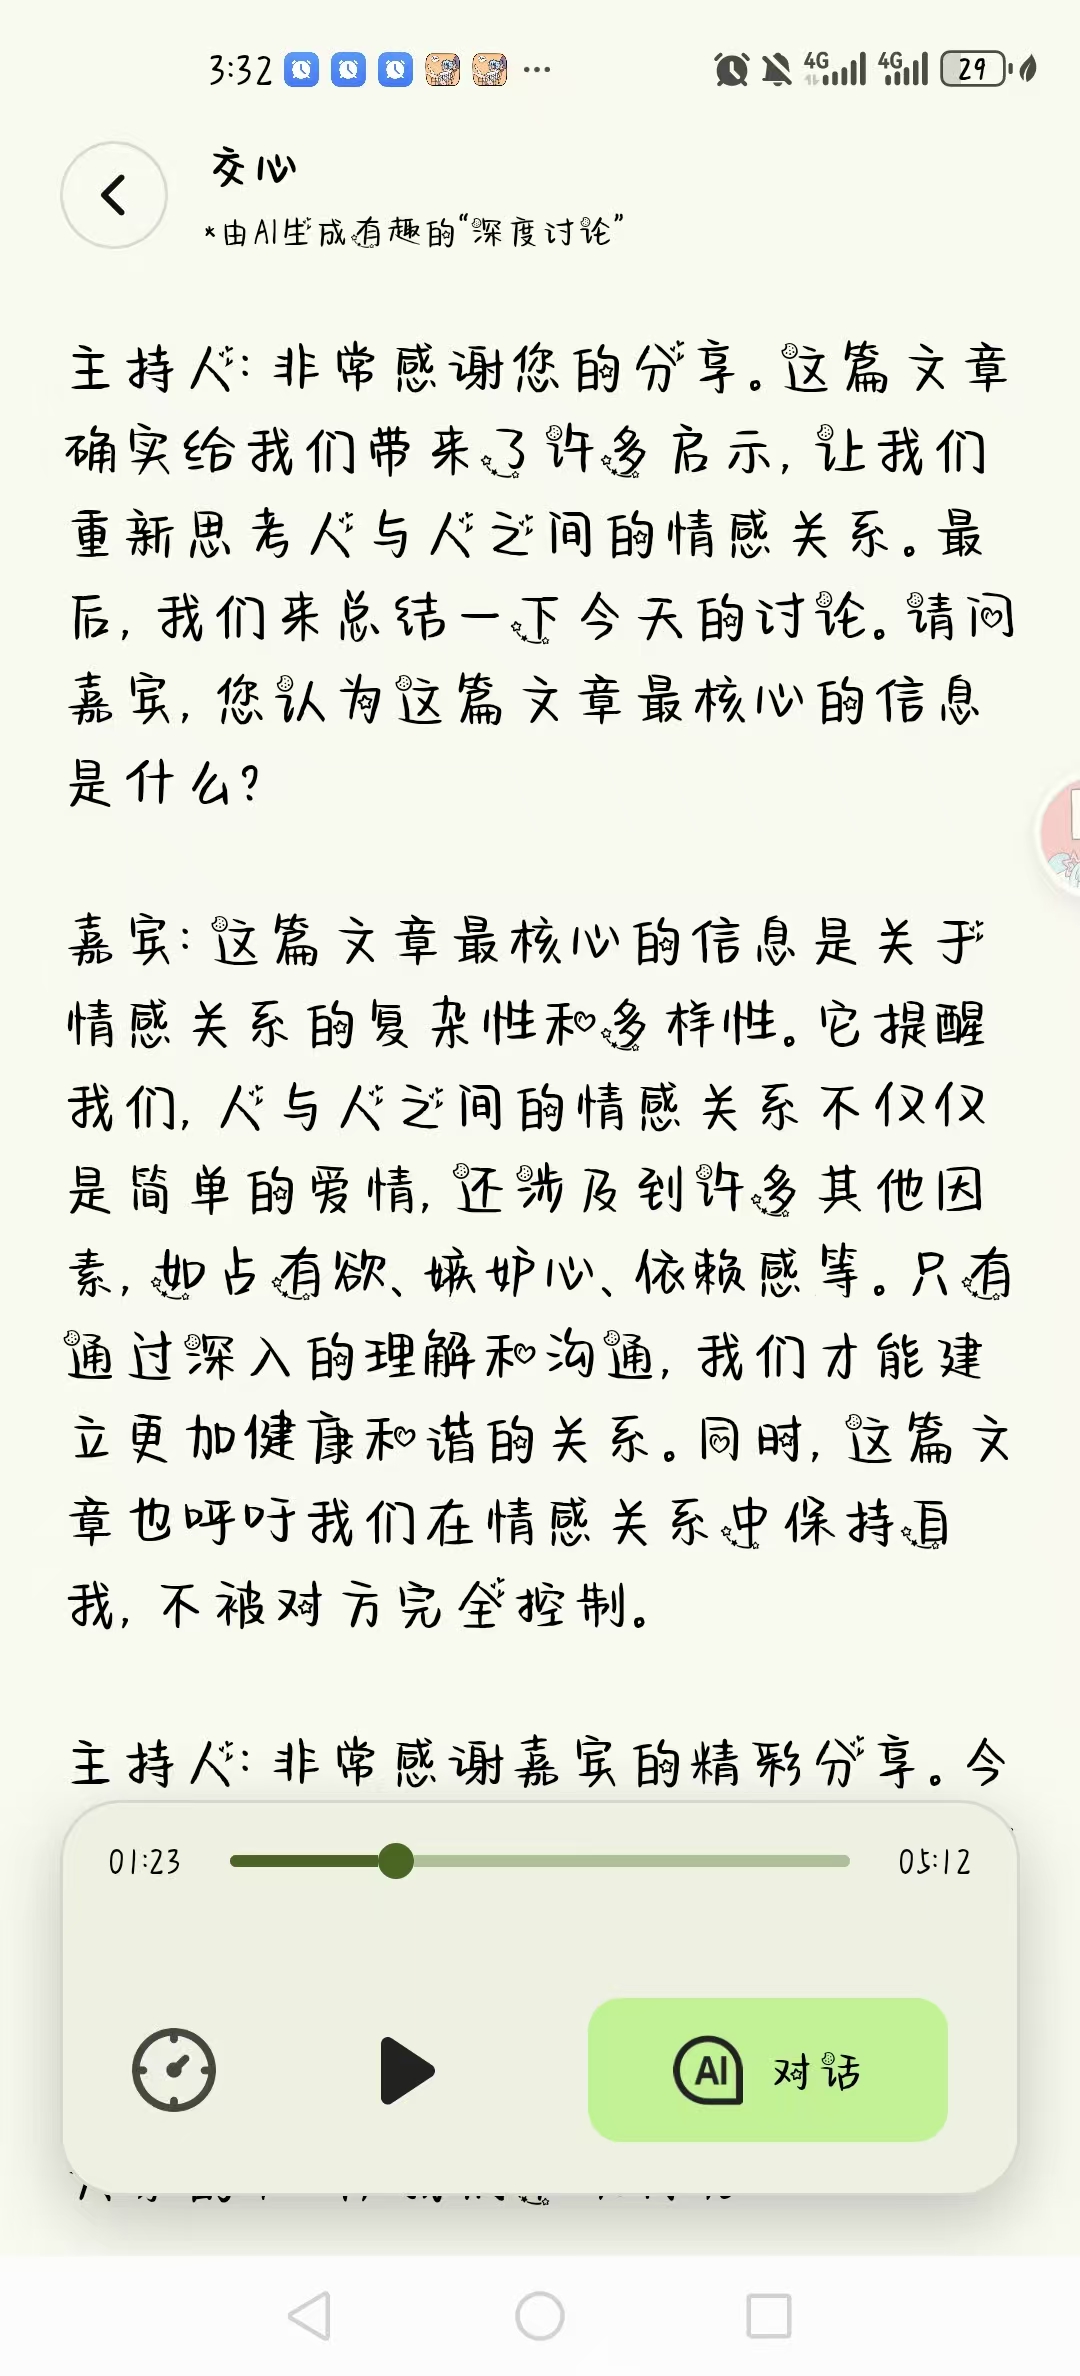 3:32
4G 4G 29
交心
*由AI生成有趣的“深度讨论”
主持人:非常感谢您的分享。这篇文章
确实给我们带来了许多启示,让我们
重新思考人与人之间的情感关系。最
后,我们来总结一下今天的讨论。请问
嘉宾,您认为这篇文章最核心的信息
是什么?
嘉宾:这篇文章最核心的信息是关于
情感关系的复杂性和多样性。它提醒
我们,人与人之间的情感关系不仅仅
是简单的爱情,还涉及到许多其他因
素,如占有欲、嫉妒心、依赖感等。只有
通过深入的理解和沟通,我们才能建
立更加健康和谐的关系。同时,这篇文
章也呼吁我们在情感关系中保持自
我,不被对方完全控制。
主持人:非常感谢嘉宾的精彩分享。今
01:23
05:12
AI 对话